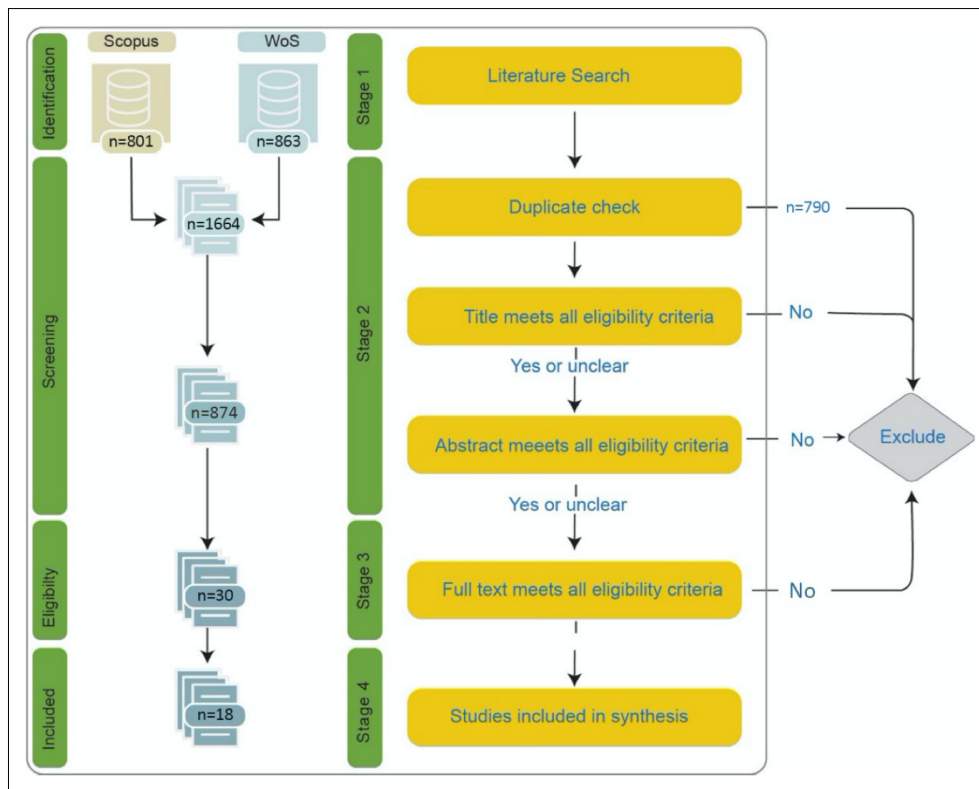 Identification
Scopus
WoS
n=801
n=863
Stage 1
Literature Search
Screening
n=1664
n=874
Stage 2
Duplicate check
n=790
Title meets all eligibility criteria
No
Yes or unclear
Abstract meeets all eligibility criteria
No
Exclude
Yes or unclear
Eligibilty
n=30
Stage 3
Full text meets all eligibility criteria
No
Included
n=18
Stage 4
Studies included in synthesis